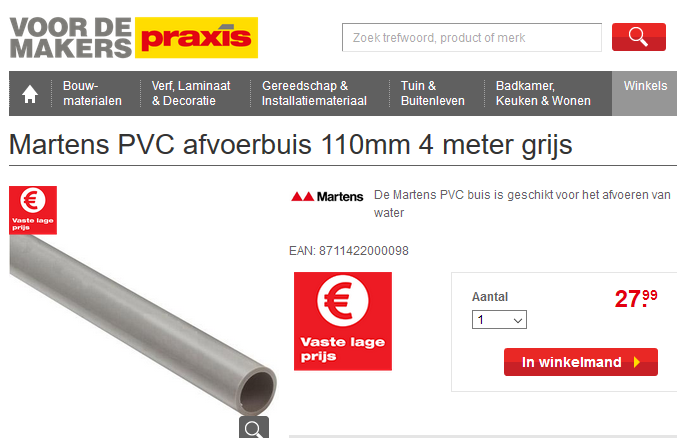 VOOR DE
MAKERS praxis
Zoek trefwoord, product of merk
Bouw-
materialen
Verf, Laminaat
& Decoratie
Gereedschap &
Installatiemateriaal
Tuin &
Buitenleven
Badkamer,
Keuken & Wonen
Winkels
Martens PVC afvoerbuis 110mm 4 meter grijs
€
Vaste lage
prijs
Martens
De Martens PVC buis is geschikt voor het afvoeren van
water
EAN: 8711422000098
€
Vaste lage
prijs
Aantal
27.99
1
In winkelmand